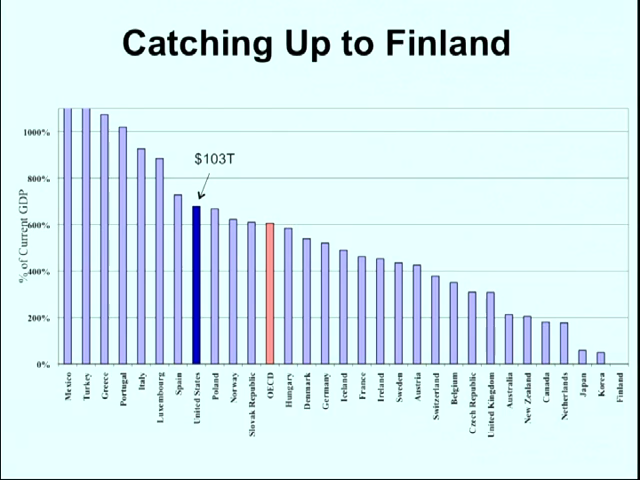 Catching Up to Finland
$103T
% of Current GDP
1000%
800%
600%
400%
200%
0%
Mexico
Turkey
Greece
Portugal
Italy
Luxembourg
Spain
United States
Poland
Norway
Slovak Republic
OECD
Hungary
Denmark
Germany
Iceland
France
Ireland
Sweden
Austria
Switzerland
Belgium
Czech Republic
United Kingdom
Australia
New Zealand
Canada
Netherlands
Japan
Korea
Finland